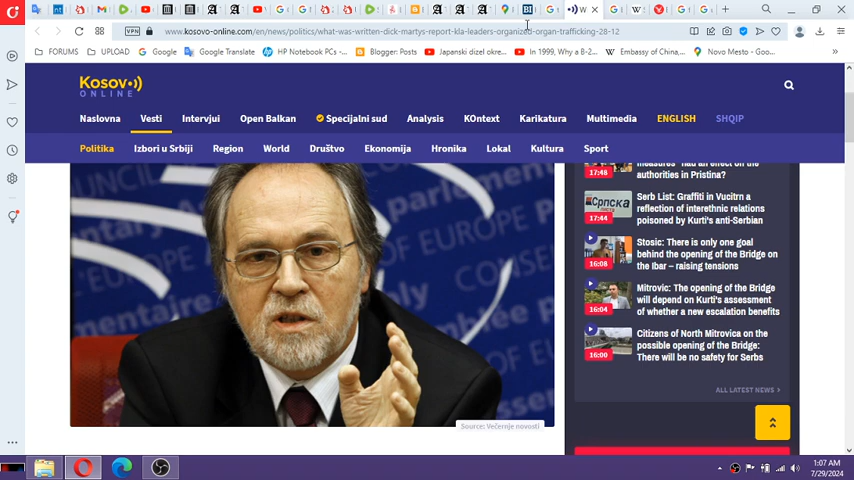 VPN
www.kosovo-online.com/en/news/politics/what-was-written-dick-martys-report-kla-leaders-organized-organ-trafficking-28-12
FORUMS
UPLOAD
Google
Google Translate
HP Notebook PCs -...
Blogger: Posts
Japanski dizel okre...
In 1999, Why a B-2...
Embassy of China,...
Novo Mesto - Goo...
Kosovo
ONLINE
Naslovna Vesti Intervjui Open Balkan Specijalni sud Analysis KOntext Karikatura Multimedia ENGLISH SHQIP
Politika Izbori u Srbiji Region World Društvo Ekonomija Hronika Lokal Kultura Sport
measures" had an effect on the
authorities in Pristina?
17:48
Serb List: Graffiti in Vucitrn a
reflection of interethnic relations
poisoned by Kurti's anti-Serbian
17:44
Српска
Stosic: There is only one goal
behind the opening of the Bridge on
the Ibar – raising tensions
16:08
Mitrovic: The opening of the Bridge
will depend on Kurti's assessment
of whether a new escalation benefits
16:04
Citizens of North Mitrovica on the
possible opening of the Bridge:
There will be no safety for Serbs
16:00
ALL LATEST NEWS >
Source: Večernje novosti
1:07 AM
7/29/2024